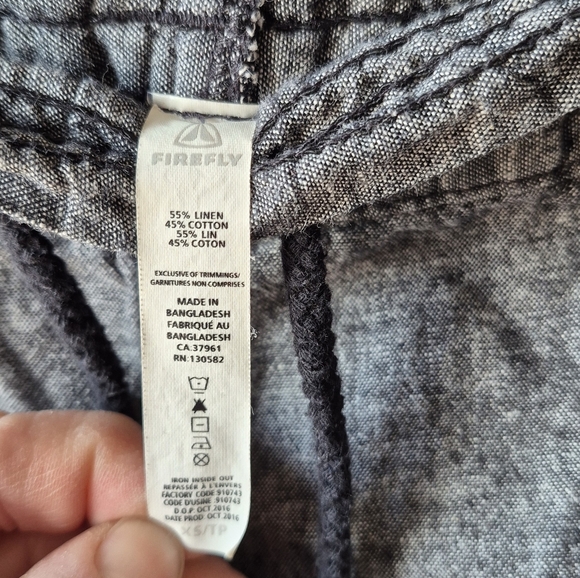 FIREFLY
55% LINEN
45% COTTON
55% LIN
45% COTON
EXCLUSIVE OF TRIMMINGS/
GARNITURES NON COMPRISES
MADE IN
BANGLADESH
FABRIQUÉ AU
BANGLADESH
CA:37961
RN:130582
IRON INSIDE OUT
REPASSER À L'ENVERS
FACTORY CODE 910743
CODE D'USINE 910743
D.O.P OCT 2016
DATE PROD OCT 2016
XS/TP